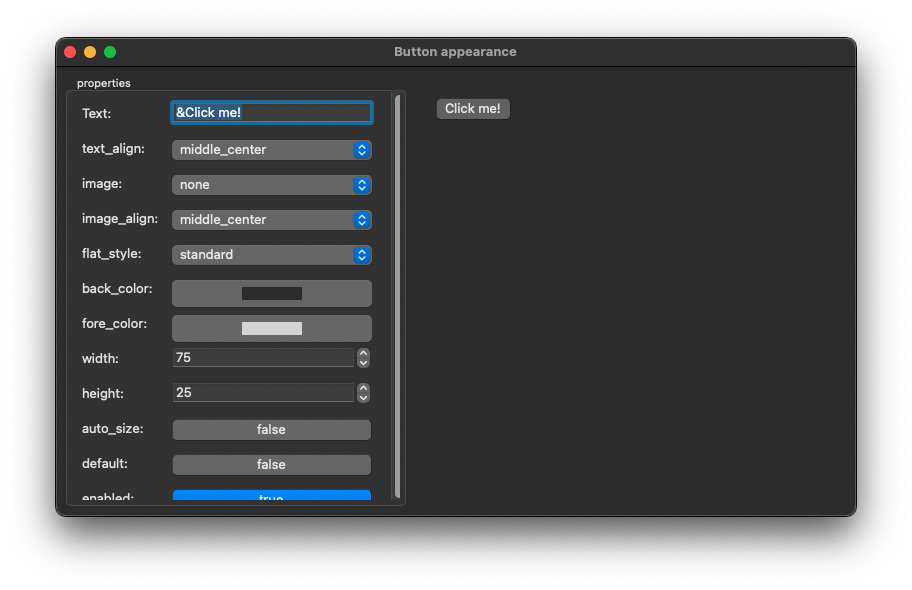 Button appearance
properties
Text: &Click me!
Click me!
text_align: middle_center
image: none
image_align: middle_center
flat_style: standard
back_color:
fore_color:
width: 75
height: 25
auto_size: false
default: false
enabled: true